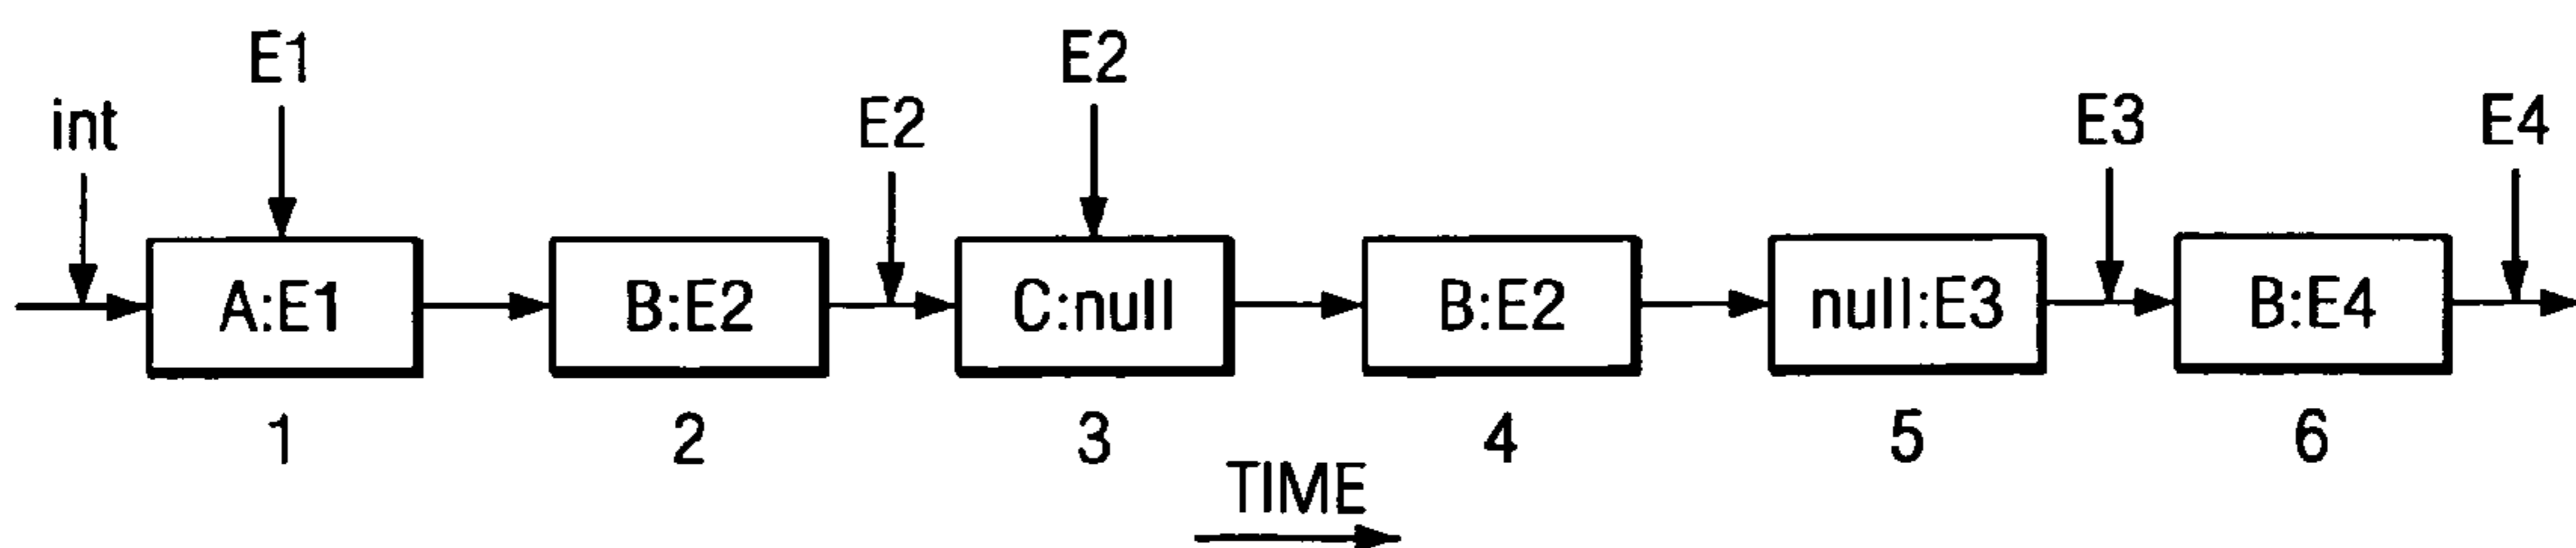 E1 E2
int E2 E3 E4
A:E1 B:E2 C:null B:E2 null:E3 B:E4
1 2 3 4 5 6
TIME